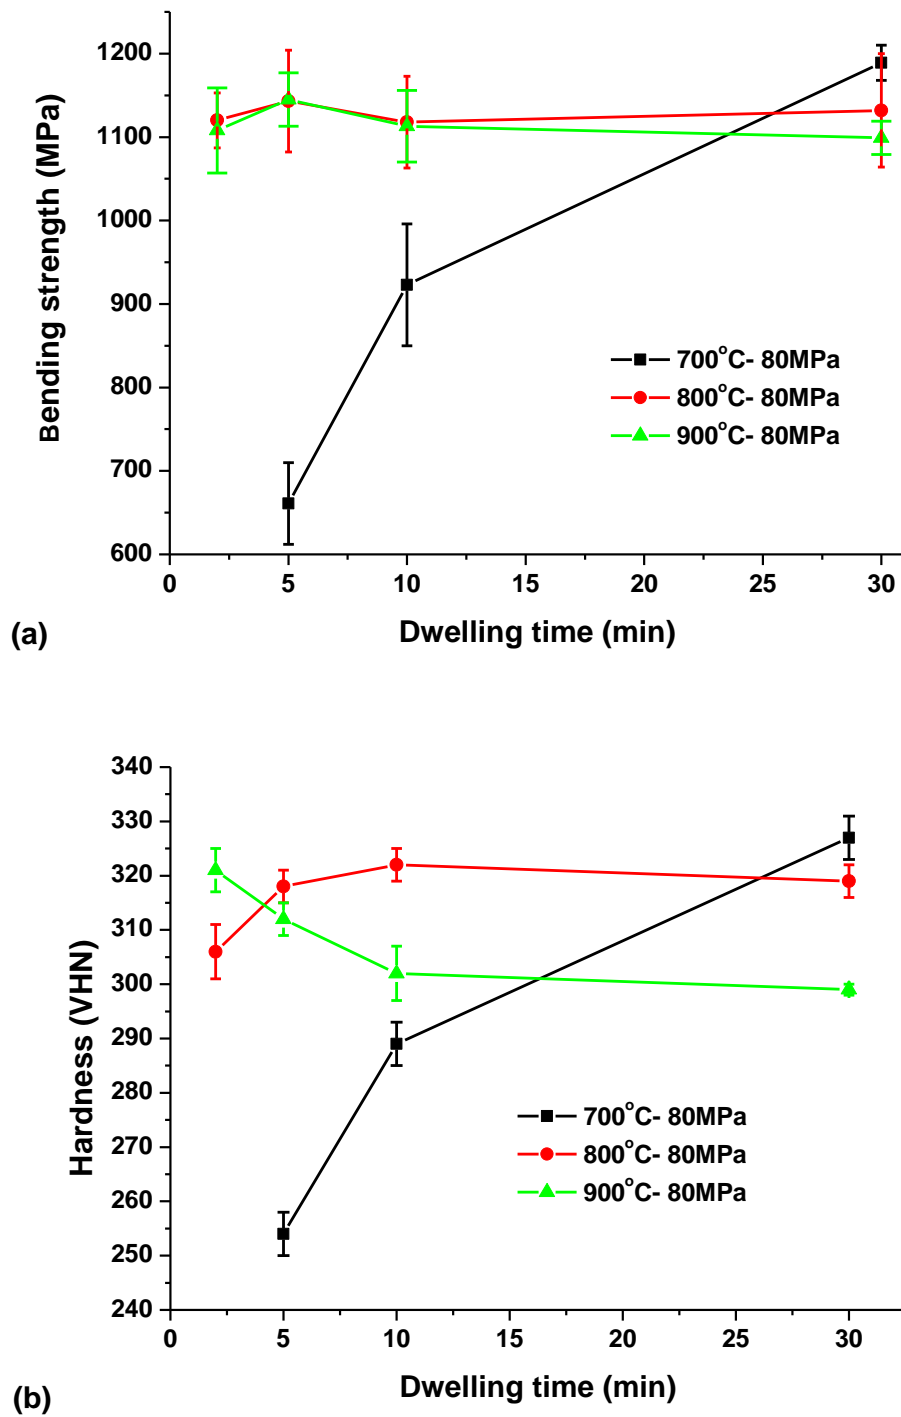 1200
1100
1000
900
800
700
600
Bending strength (MPa)
700°C- 80MPa
800°C- 80MPa
900°C- 80MPa
0 5 10 15 20 25 30
Dwelling time (min)
(a)
340
330
320
310
300
290
280
270
260
250
240
Hardness (VHN)
700°C- 80MPa
800°C- 80MPa
900°C- 80MPa
0 5 10 15 20 25 30
Dwelling time (min)
(b)